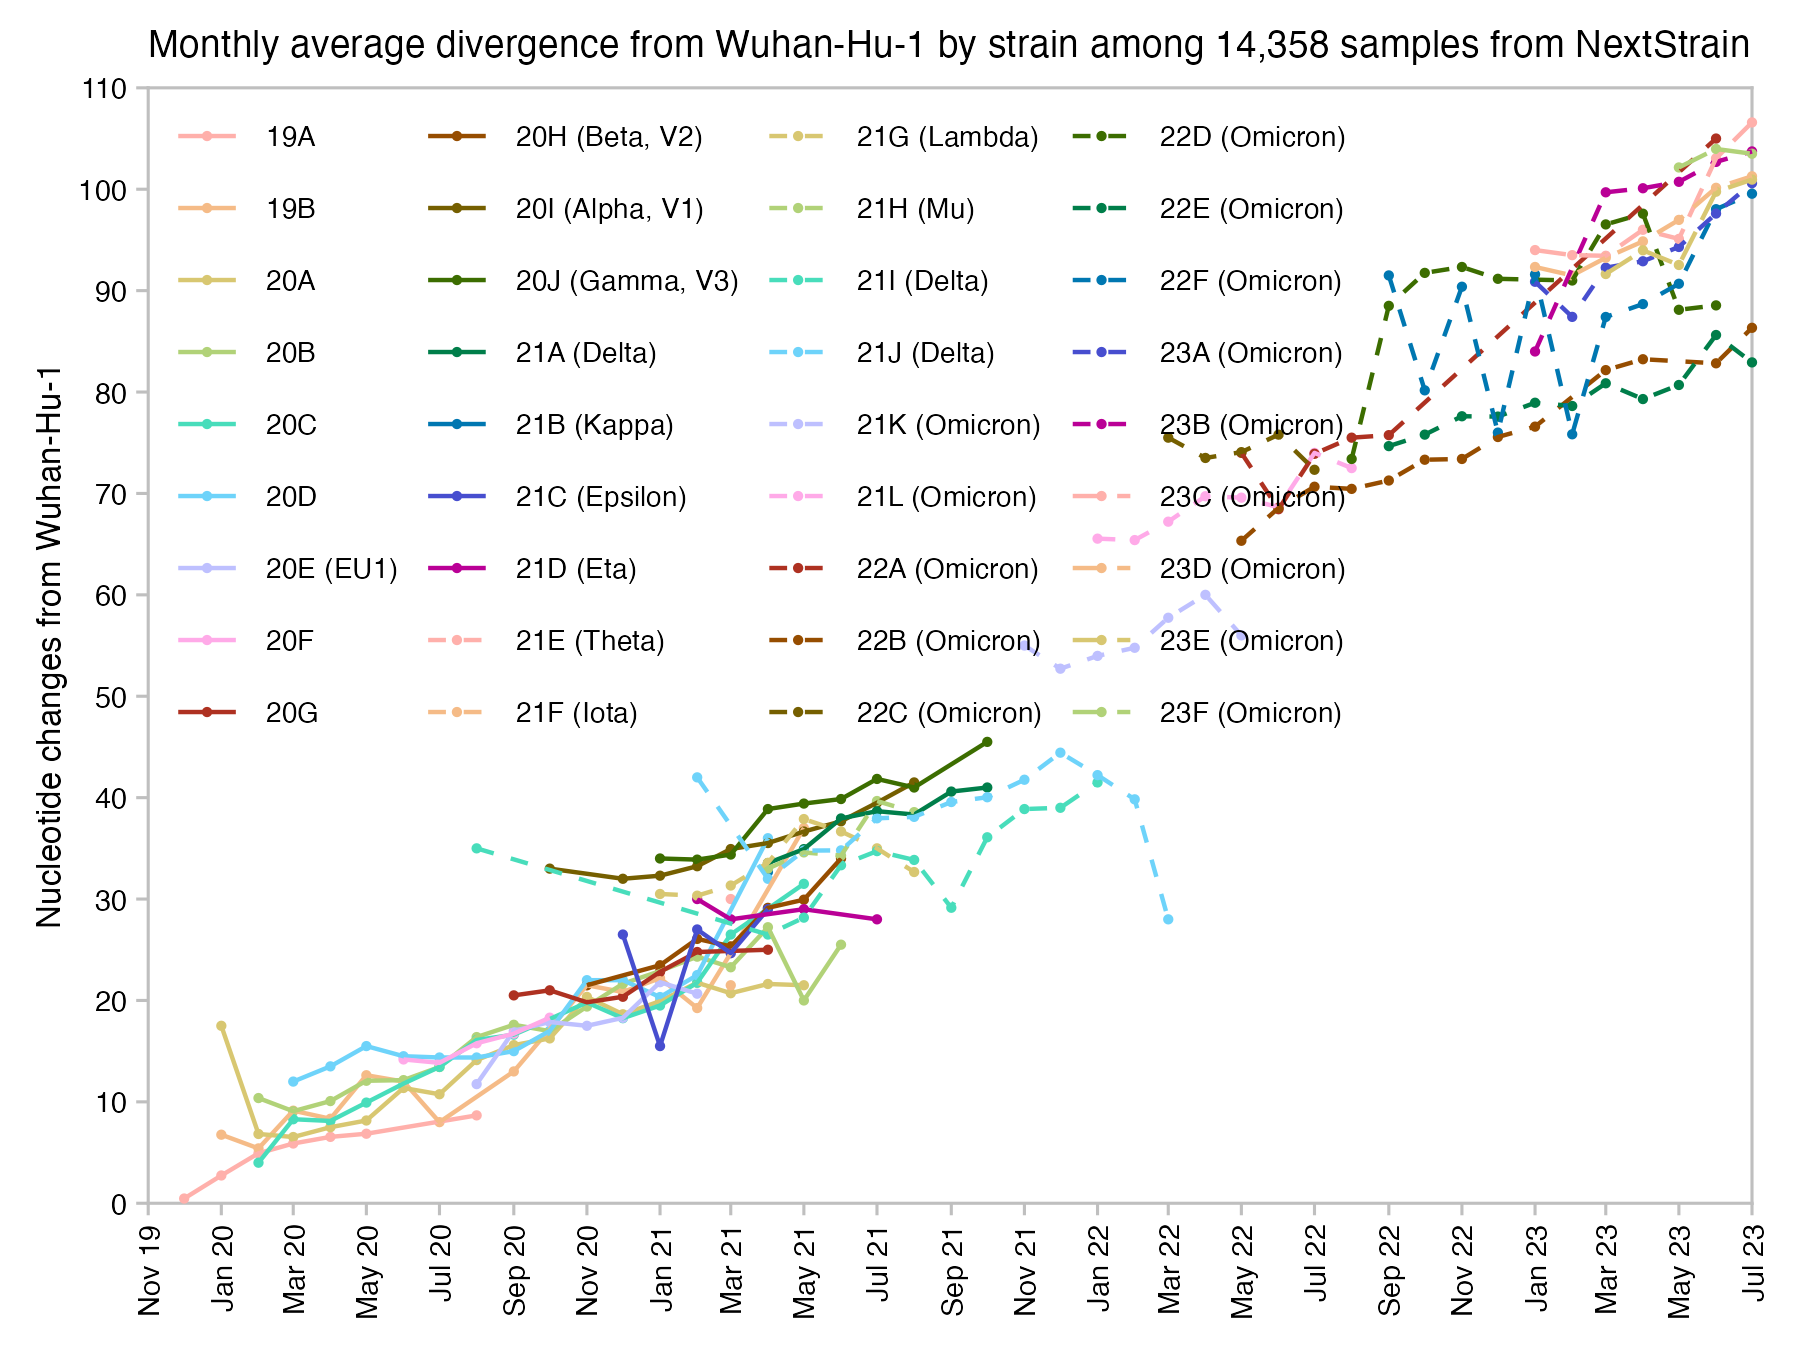 Monthly average divergence from Wuhan-Hu-1 by strain among 14,358 samples from NextStrain
Nucleotide changes from Wuhan-Hu-1
110
100
90
80
70
60
50
40
30
20
10
0
19A
19B
20A
20B
20C
20D
20E (EU1)
20F
20G
20H (Beta, V2)
20I (Alpha, V1)
20J (Gamma, V3)
21A (Delta)
21B (Kappa)
21C (Epsilon)
21D (Eta)
21E (Theta)
21F (Iota)
21G (Lambda)
21H (Mu)
21I (Delta)
21J (Delta)
21K (Omicron)
21L (Omicron)
22A (Omicron)
22B (Omicron)
22C (Omicron)
22D (Omicron)
22E (Omicron)
22F (Omicron)
23A (Omicron)
23B (Omicron)
23C (Omicron)
23D (Omicron)
23E (Omicron)
23F (Omicron)
Nov 19
Jan 20
Mar 20
May 20
Jul 20
Sep 20
Nov 20
Jan 21
Mar 21
May 21
Jul 21
Sep 21
Nov 21
Jan 22
Mar 22
May 22
Jul 22
Sep 22
Nov 22
Jan 23
Mar 23
May 23
Jul 23